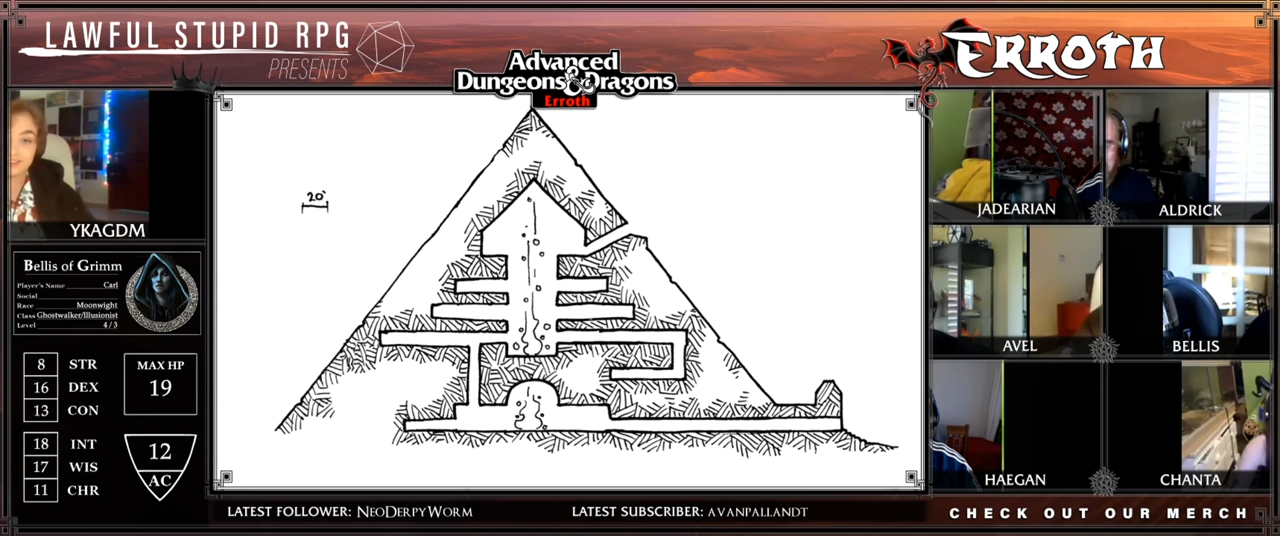 LAWFUL STUPID RPG
PRESENTS
Advanced
Dungeons & Dragons
Erroth
ERROTH
YKAGDM
20'
JADEARIAN
ALDRICK
Bellis of Grimm
Player's Name Carl
Social
Race Moonwight
Class Ghostwalker/Illusionist
Level 4/3
AVEL
BELLIS
8 STR
16 DEX
13 CON
MAX HP
19
18 INT
17 WIS
11 CHR
12
AC
HAEGAN
CHANTA
LATEST FOLLOWER: NEODERPYWORM
LATEST SUBSCRIBER: AVANPALLANDT
CHECK OUT OUR MERCH